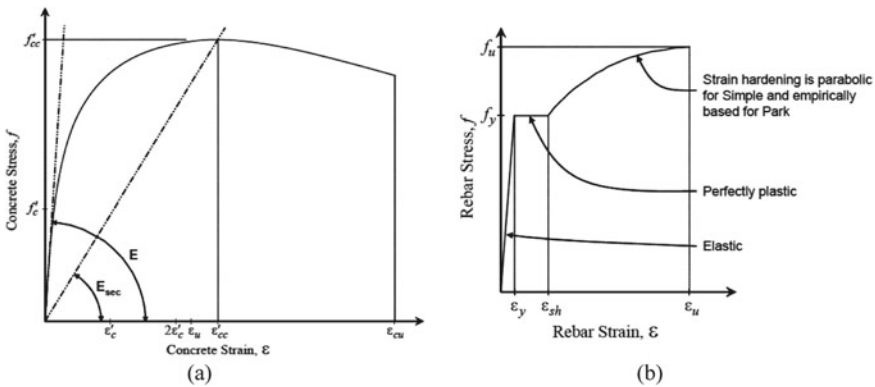 f'cc
f'c
Concrete Stress, f
E
Esec
ε'c
2ε'c
εu
ε'cc
εcu
Concrete Strain, ε
(a)
fu
fy
Rebar Stress, f
Strain hardening is parabolic
for Simple and empirically
based for Park
Perfectly plastic
Elastic
εy
εsh
εu
Rebar Strain, ε
(b)